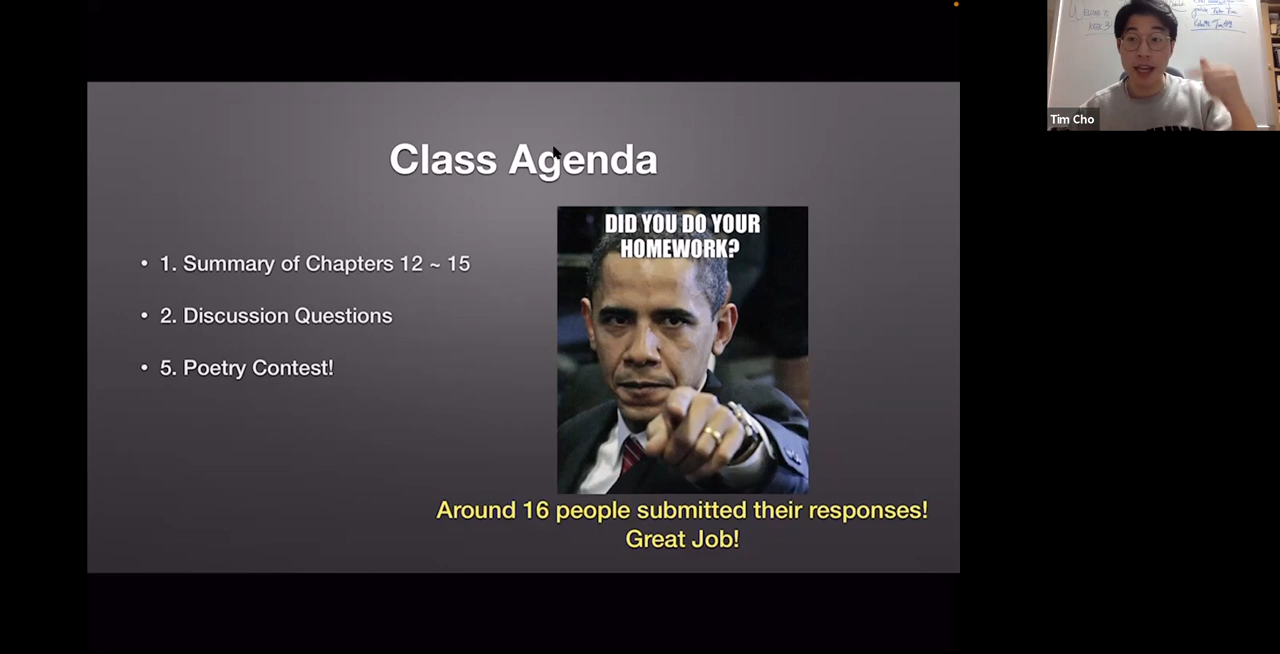 Class Agenda
• 1. Summary of Chapters 12 ~ 15
• 2. Discussion Questions
• 5. Poetry Contest!
DID YOU DO YOUR
HOMEWORK?
Around 16 people submitted their responses!
Great Job!
Tim Cho